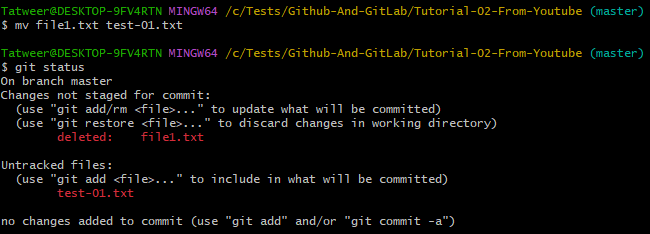 Tatweer@DESKTOP-9FV4RTN MINGW64 /c/Tests/Github-And-GitLab/Tutorial-02-From-Youtube (master)
$ mv file1.txt test-01.txt
Tatweer@DESKTOP-9FV4RTN MINGW64 /c/Tests/Github-And-GitLab/Tutorial-02-From-Youtube (master)
$ git status
On branch master
Changes not staged for commit:
  (use "git add/rm <file>..." to update what will be committed)
  (use "git restore <file>..." to discard changes in working directory)
        deleted:    file1.txt
Untracked files:
  (use "git add <file>..." to include in what will be committed)
        test-01.txt
no changes added to commit (use "git add" and/or "git commit -a")